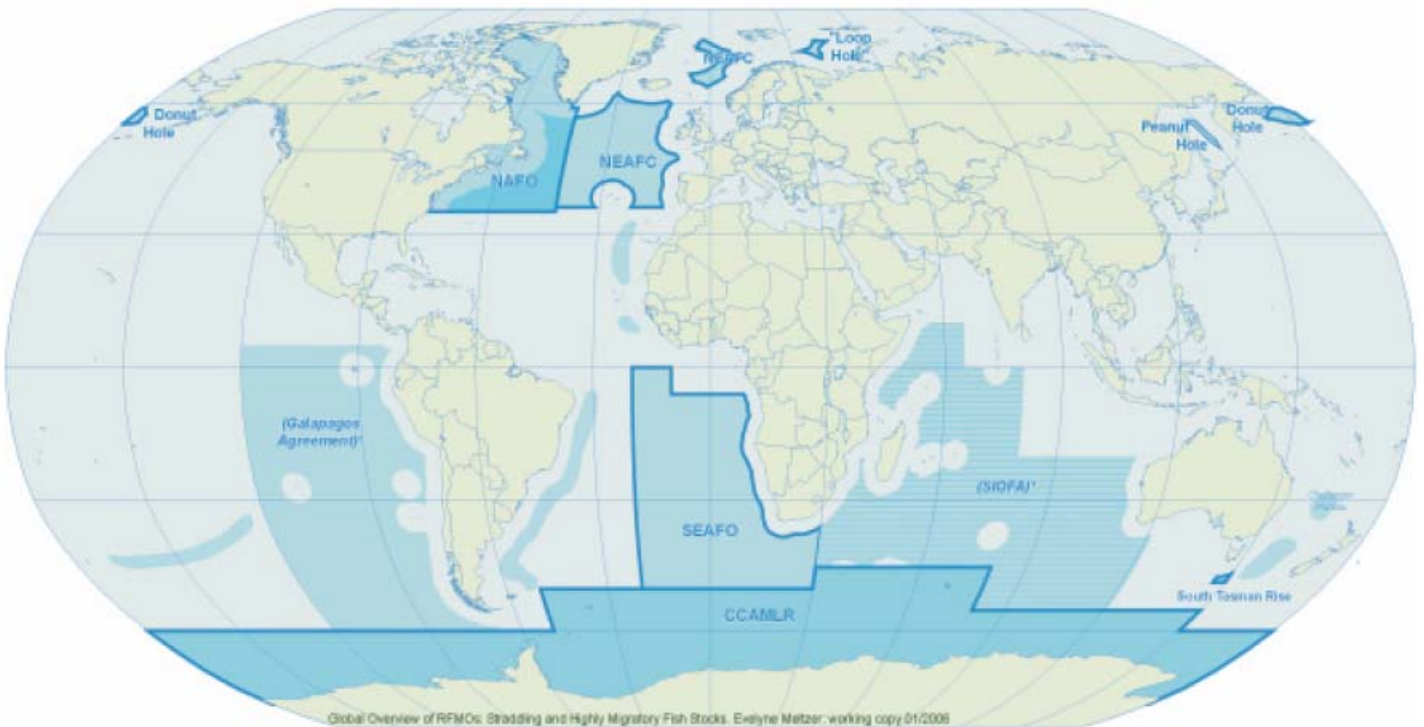 "Loop
Hole"
NEAFC
Donut
Hole
Donut
Hole
Peanut
Hole
NEAFC
NAFO
(Galapagos
Agreement)¹
(SIOFA)¹
SEAFO
South Tasman Rise
CCAMLR
Global Overview of RFMOs: Straddling and Highly Migratory Fish Stocks. Evelyne Meltzer: working copy 01/2006